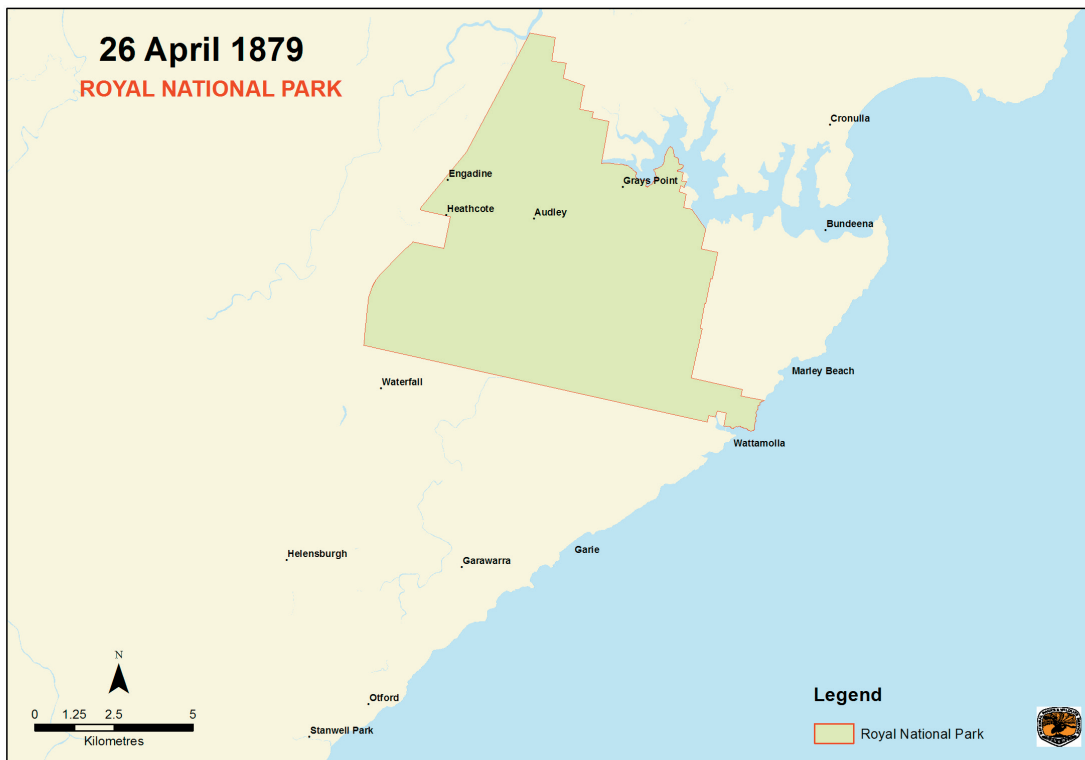 26 April 1879
ROYAL NATIONAL PARK
Cronulla
Engadine
Grays Point
Heathcote
Audley
Bundeena
Marley Beach
Waterfall
Wattamolla
Helensburgh
Garie
Garawarra
N
Otford
Stanwell Park
0 1.25 2.5 5
Kilometres
Legend
Royal National Park